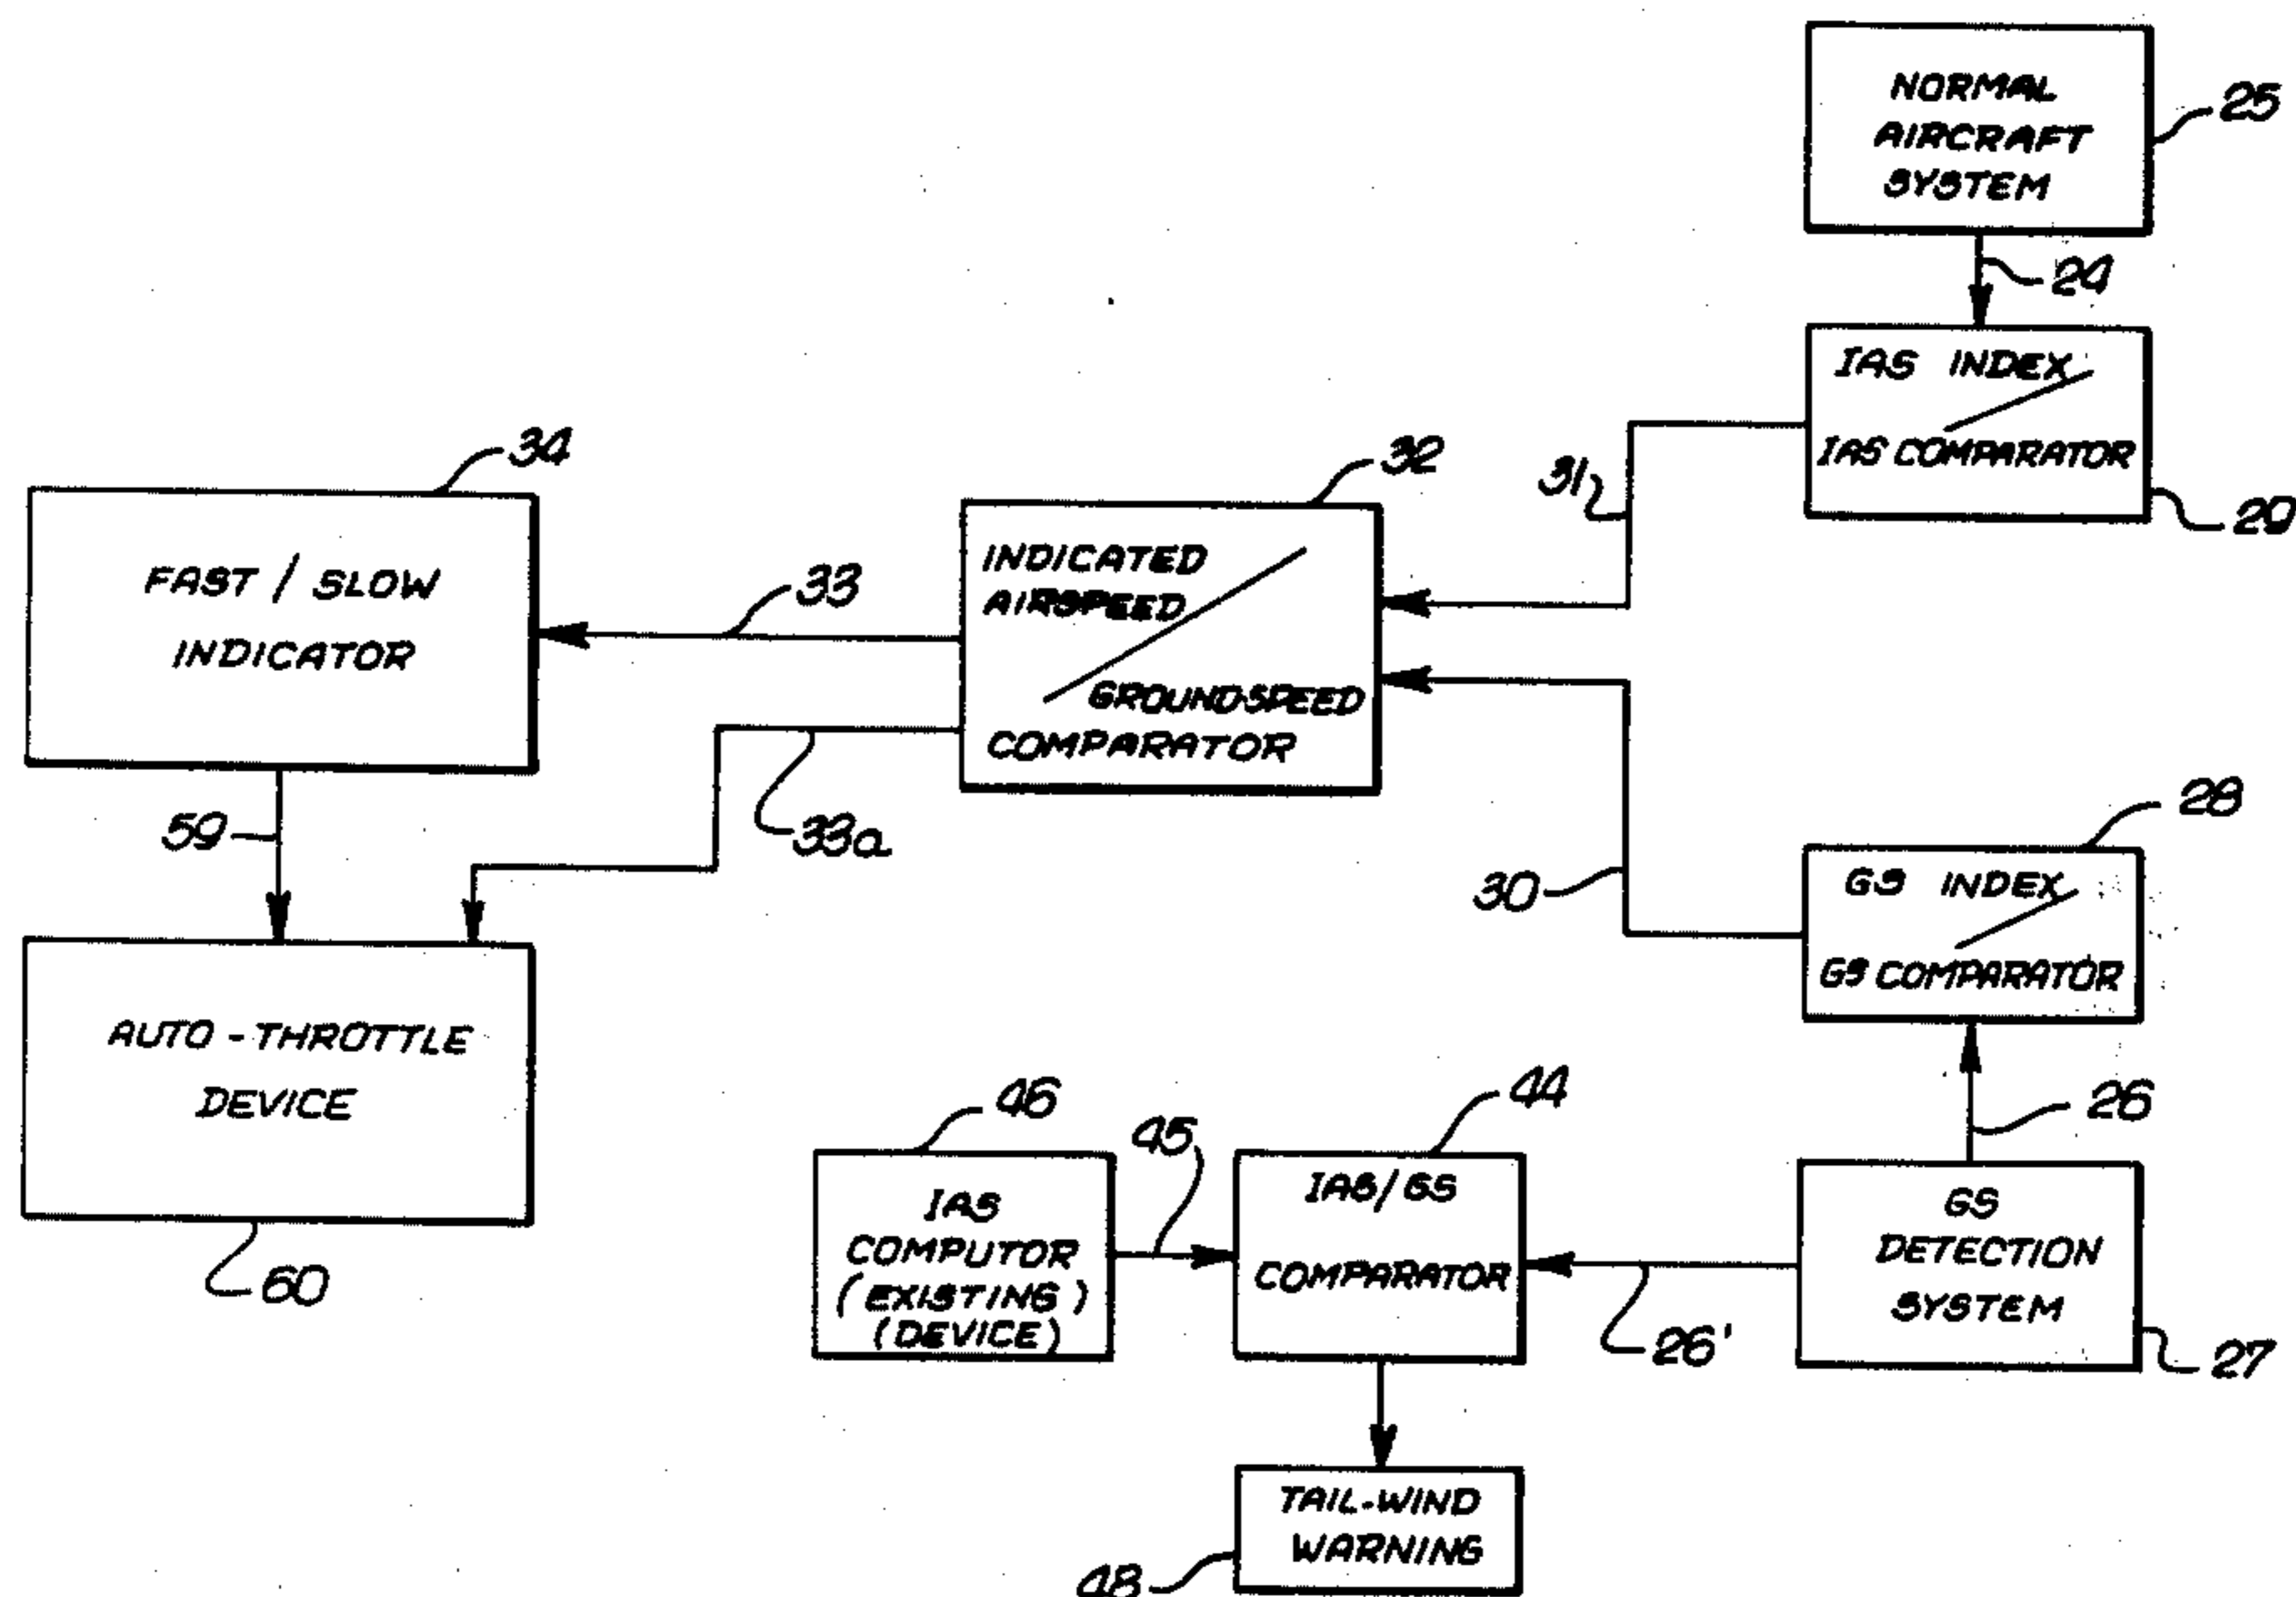 NORMAL
AIRCRAFT
SYSTEM
25
24
IAS INDEX
IAS COMPARATOR
29
31
34
FAST / SLOW
INDICATOR
33
32
INDICATED
AIRSPEED
GROUNDSPEED
COMPARATOR
33a
59
30
28
GS INDEX
GS COMPARATOR
AUTO - THROTTLE
DEVICE
60
46
IAS
COMPUTOR
(EXISTING)
(DEVICE)
45
44
IAS/GS
COMPARATOR
26
26'
GS
DETECTION
SYSTEM
27
TAIL-WIND
WARNING
48